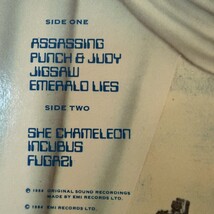 SIDE ONE
ASSASSING
PUNCH & JUDY
JIGSAW
EMERALD LIES
SIDE TWO
SHE CHAMELEON
INCUBUS
FUGAZI
℗ 1984 ORIGINAL SOUND RECORDINGS
MADE BY EMI RECORDS LTD.
© 1984 EMI RECORDS LTD.